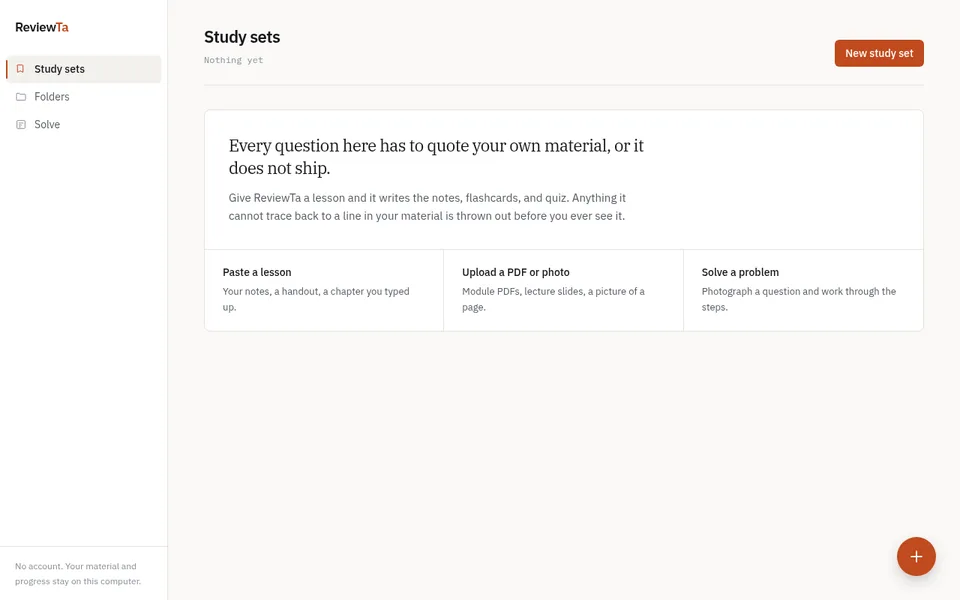 ReviewTa
Study sets
Folders
Solve
No account. Your material and
progress stay on this computer.
Study sets
Nothing yet
New study set
Every question here has to quote your own material, or it
does not ship.
Give ReviewTa a lesson and it writes the notes, flashcards, and quiz. Anything it
cannot trace back to a line in your material is thrown out before you ever see it.
Paste a lesson
Your notes, a handout, a chapter you typed
up.
Upload a PDF or photo
Module PDFs, lecture slides, a picture of a
page.
Solve a problem
Photograph a question and work through the
steps.